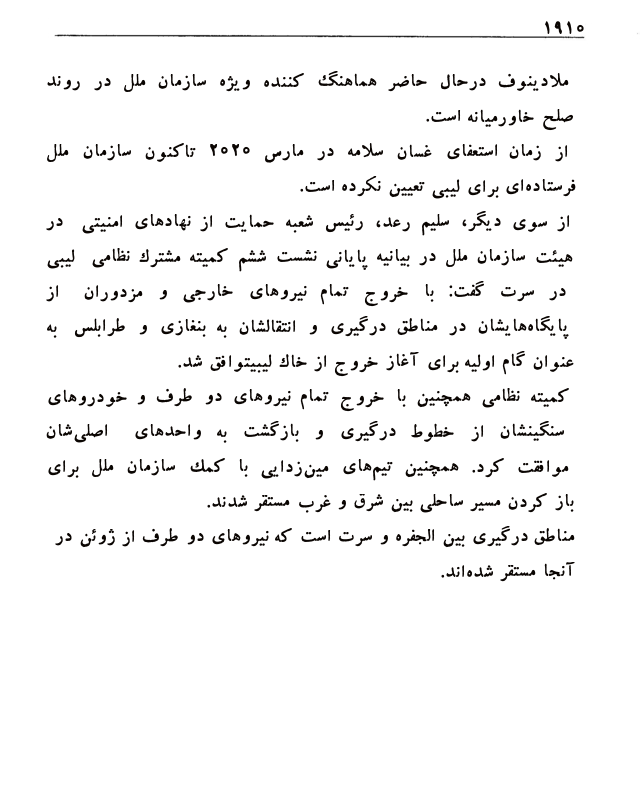 ۱۹۱۰
ملادینوف درحال حاضر هماهنگ کننده ویژه سازمان ملل در روند
صلح خاورمیانه است.
از زمان استعفای غسان سلامه در مارس ۲۰۲۰ تاکنون سازمان ملل
فرستاده‌ای برای لیبی تعیین نکرده است.
از سوی دیگر، سلیم رعد، رئیس شعبه حمایت از نهادهای امنیتی در
هیئت سازمان ملل در بیانیه پایانی نشست ششم کمیته مشترك نظامی لیبی
در سرت گفت: با خروج تمام نیروهای خارجی و مزدوران از
پایگاه‌هایشان در مناطق درگیری و انتقالشان به بنغازی و طرابلس به
عنوان گام اولیه برای آغاز خروج از خاك لیبیتوافق شد.
کمیته نظامی همچنین با خروج تمام نیروهای دو طرف و خودروهای
سنگینشان از خطوط درگیری و بازگشت به واحدهای اصلی‌شان
موافقت کرد. همچنین تیم‌های مین‌زدایی با کمك سازمان ملل برای
باز کردن مسیر ساحلی بین شرق و غرب مستقر شدند.
مناطق درگیری بین الجفره و سرت است که نیروهای دو طرف از ژوئن در
آنجا مستقر شده‌اند.